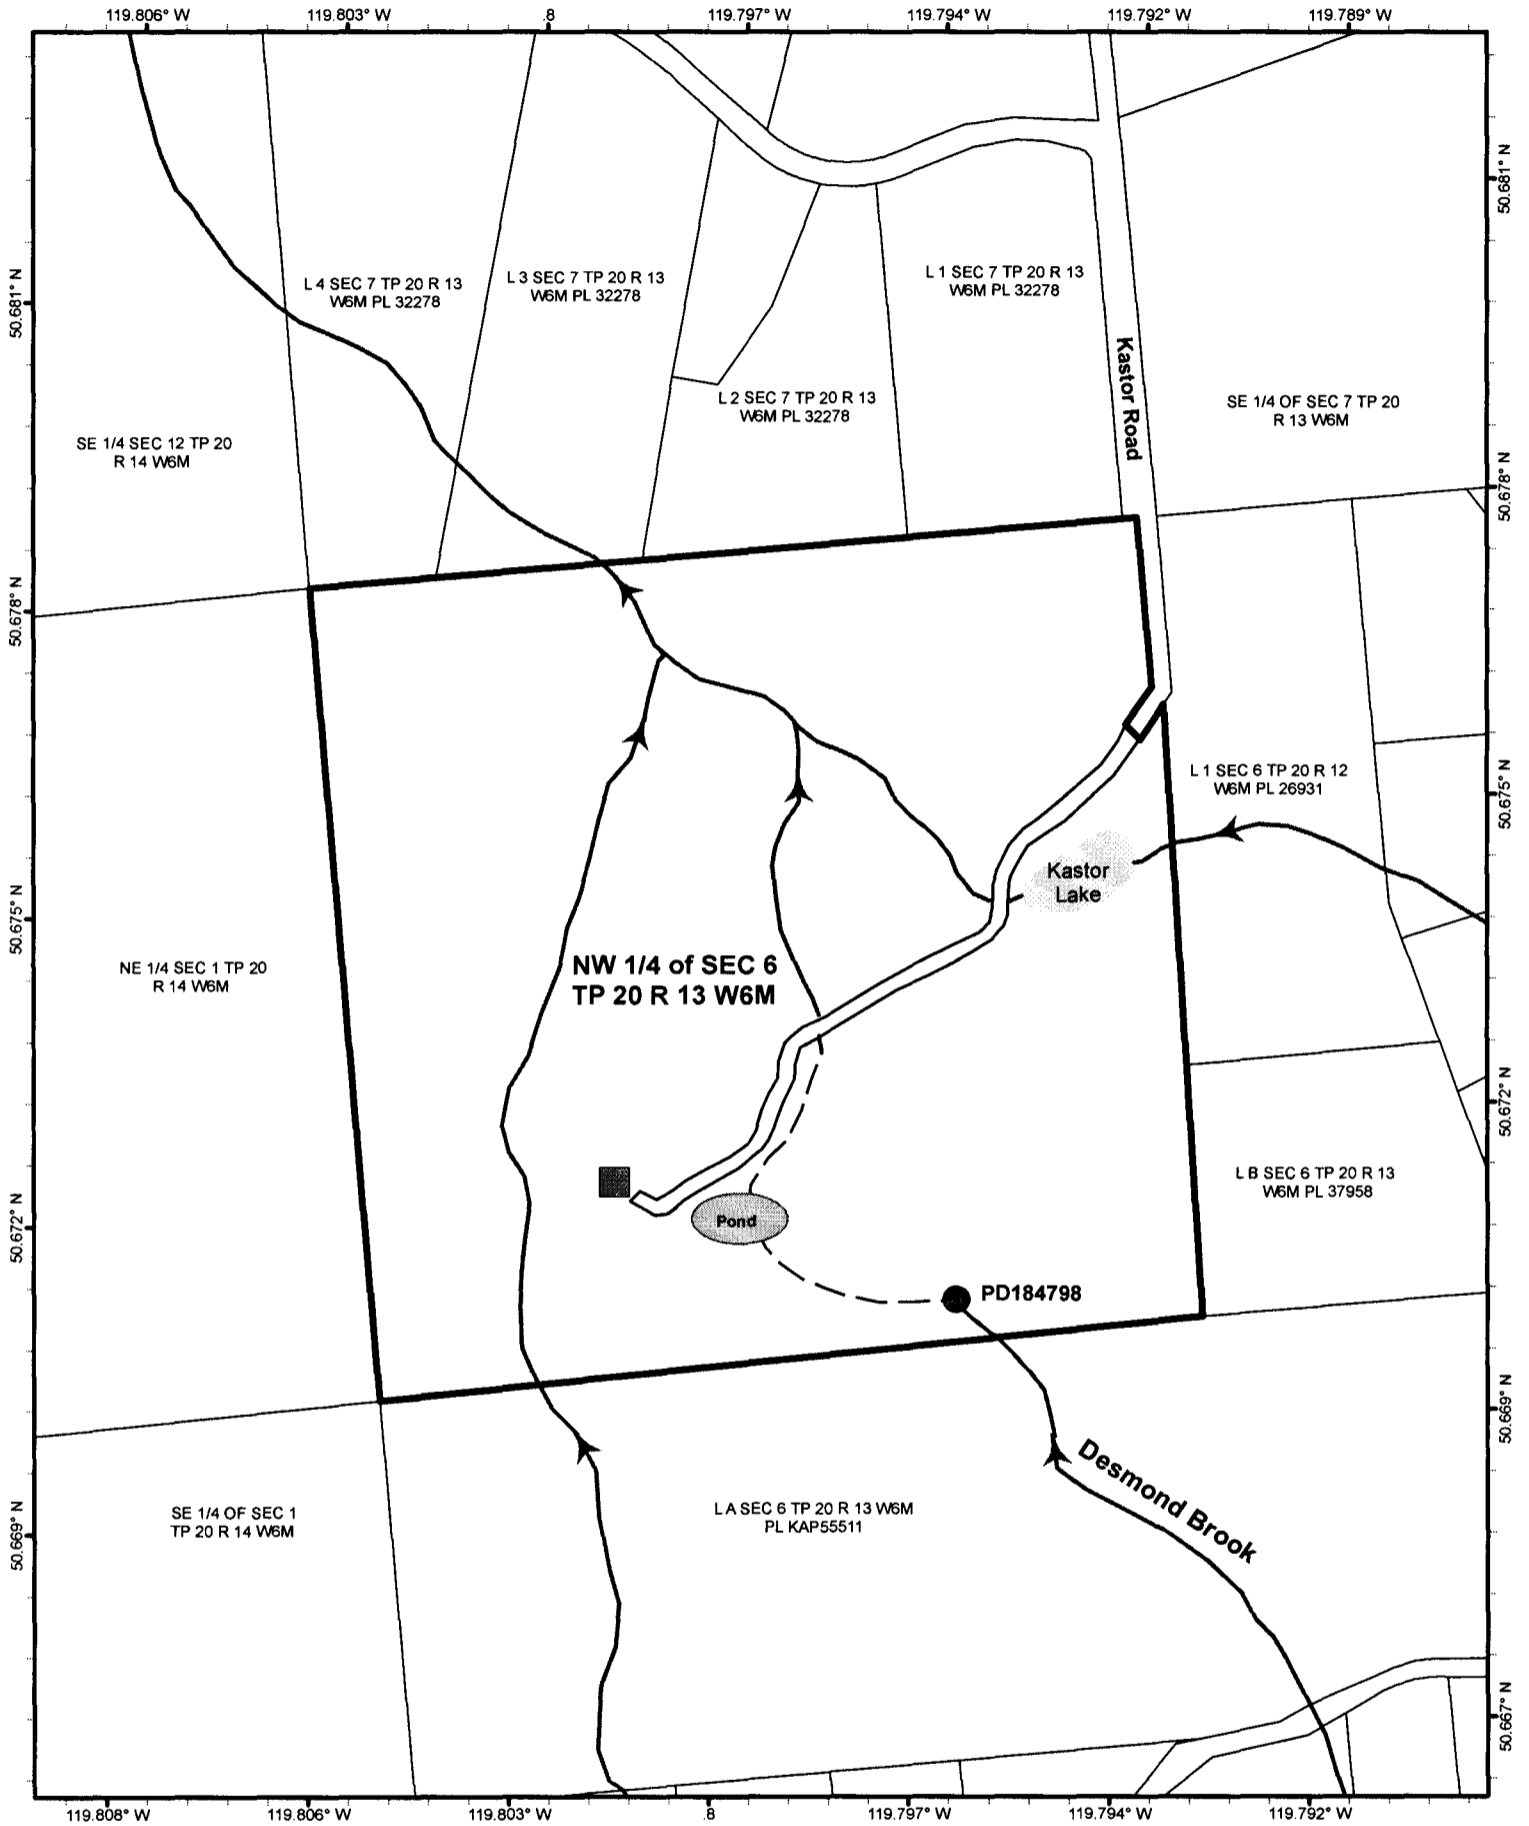 119.806° W 119.803° W .8 119.797° W 119.794° W 119.792° W 119.789° W
50.681° N
50.681° N
L 4 SEC 7 TP 20 R 13
W6M PL 32278
L 3 SEC 7 TP 20 R 13
W6M PL 32278
L 1 SEC 7 TP 20 R 13
W6M PL 32278
Kastor Road
L 2 SEC 7 TP 20 R 13
W6M PL 32278
SE 1/4 OF SEC 7 TP 20
R 13 W6M
SE 1/4 SEC 12 TP 20
R 14 W6M
50.678° N
50.678° N
L 1 SEC 6 TP 20 R 12
W6M PL 26931
50.675° N
Kastor
Lake
50.675° N
NE 1/4 SEC 1 TP 20
R 14 W6M
NW 1/4 of SEC 6
TP 20 R 13 W6M
50.672° N
L B SEC 6 TP 20 R 13
W6M PL 37958
50.672° N
Pond
PD184798
50.669° N
Desmond Brook
SE 1/4 OF SEC 1
TP 20 R 14 W6M
L A SEC 6 TP 20 R 13 W6M
PL KAP55511
50.669° N
50.667° N
119.808° W 119.806° W 119.803° W .8 119.797° W 119.794° W 119.792° W